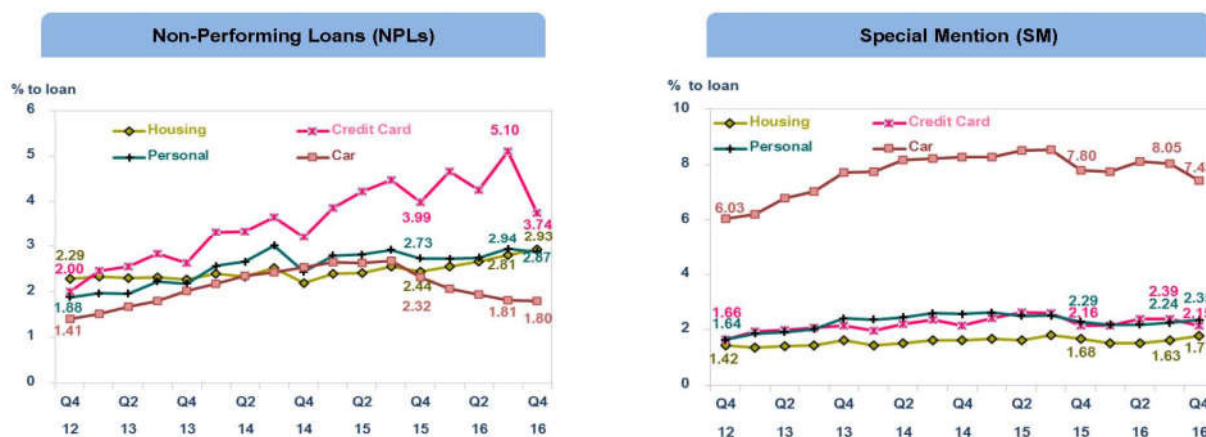 Non-Performing Loans (NPLs)
% to loan
6
5
4
3
2
1
0
Housing
Credit Card
Personal
Car
5.10
2.29
2.00
1.88
1.41
3.99
2.73
2.44
2.32
2.94
2.81
1.81
3.74
2.93
2.87
1.80
Q4 Q2 Q4 Q2 Q4 Q2 Q4 Q2 Q4
12 13 13 14 14 15 15 16 16
Special Mention (SM)
% to loan
10
8
6
4
2
0
Housing
Credit Card
Personal
Car
6.03
7.80
8.05
1.66
1.64
1.42
2.29
2.16
1.68
2.39
2.24
1.63
Q4 Q2 Q4 Q2 Q4 Q2 Q4 Q2 Q4
12 13 13 14 14 15 15 16 16